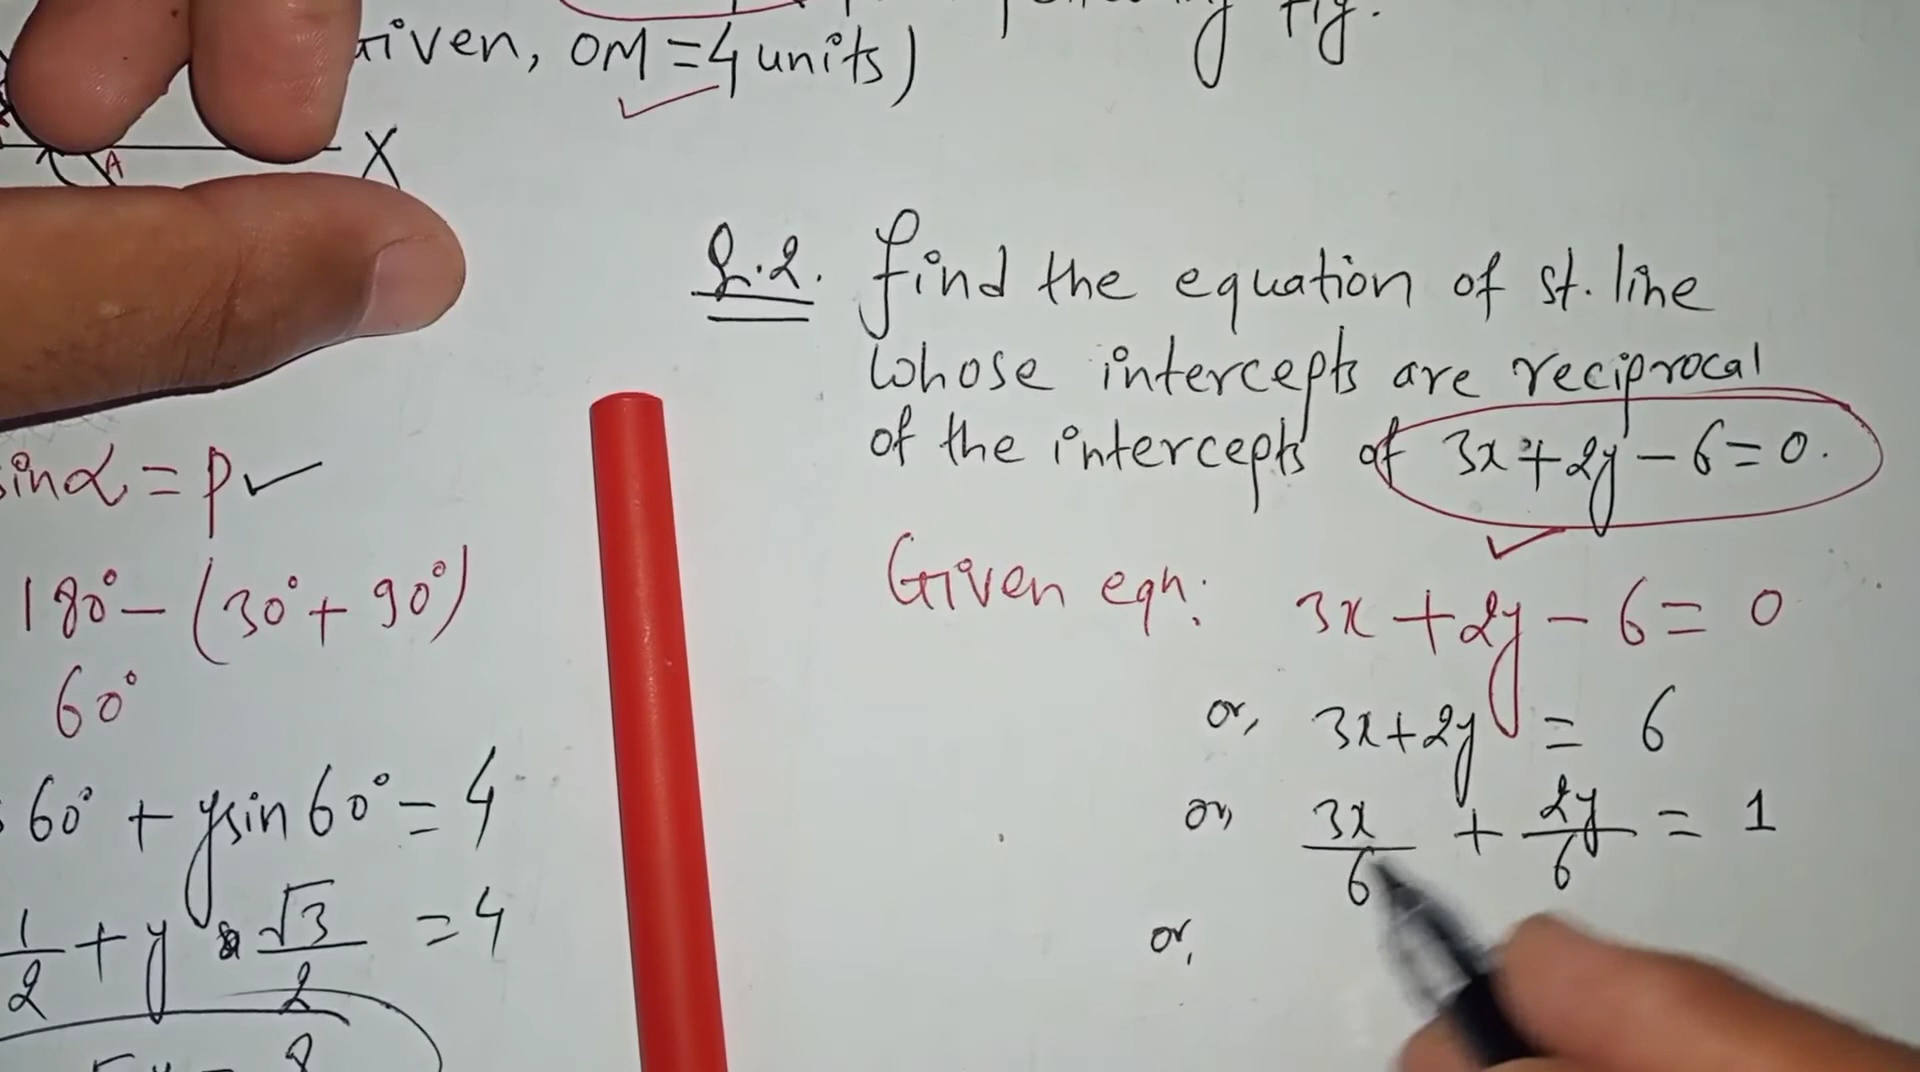 OM = 4 units)
fig.
X
A
Q.2. find the equation of st. line
whose intercepts are reciprocal
of the intercepts of 3x + 2y - 6 = 0.
Given eqn: 3x + 2y - 6 = 0
or, 3x + 2y = 6
or, 3x/6 + 2y/6 = 1
or,
sinα = p
180° - (30° + 90°)
60°
60° + y sin 60° = 4
1/2 + y √3/2 = 4